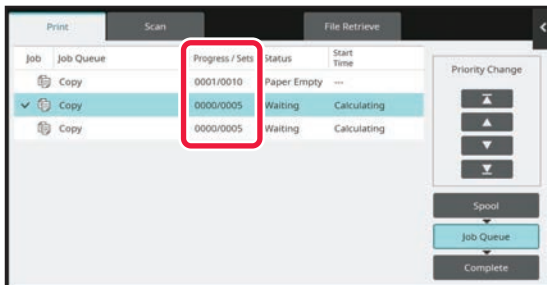 Print Scan File Retrieve
Job Job Queue Progress / Sets Status Start Time
Priority Change
Copy 0001/0010 Paper Empty ---
Copy 0000/0005 Waiting Calculating
Copy 0000/0005 Waiting Calculating
Spool
Job Queue
Complete